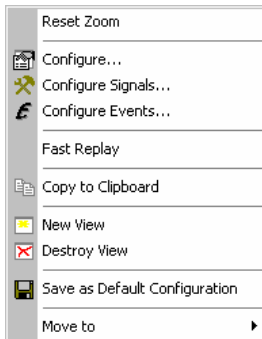 Reset Zoom
Configure...
Configure Signals...
Configure Events...
Fast Replay
Copy to Clipboard
New View
Destroy View
Save as Default Configuration
Move to